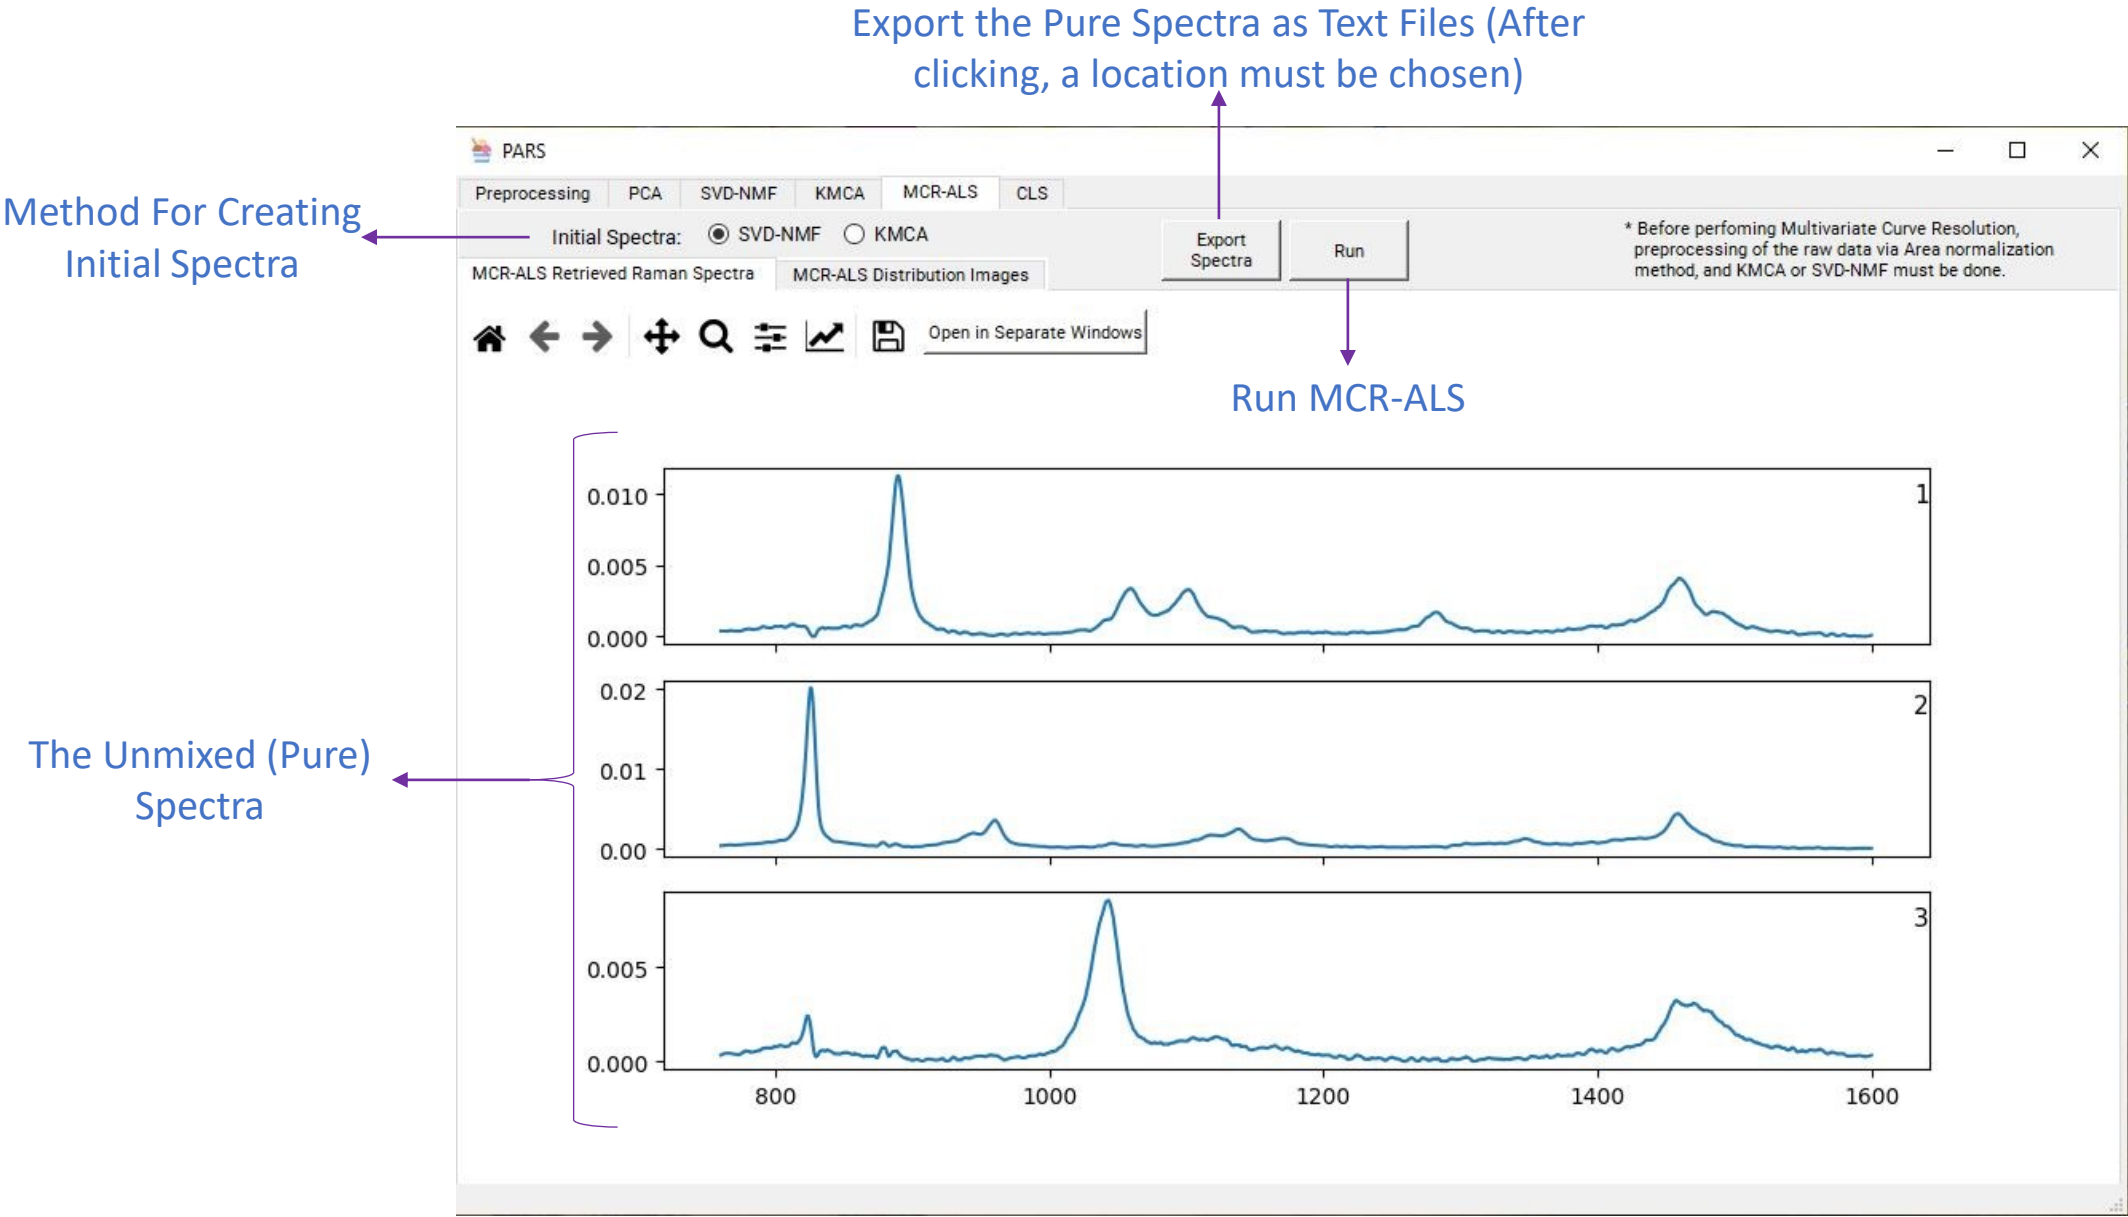 Export the Pure Spectra as Text Files (After
clicking, a location must be chosen)
PARS
Preprocessing PCA SVD-NMF KMCA MCR-ALS CLS
Method For Creating
Initial Spectra
Initial Spectra: SVD-NMF KMCA
Export
Spectra
Run
* Before perfoming Multivariate Curve Resolution,
preprocessing of the raw data via Area normalization
method, and KMCA or SVD-NMF must be done.
MCR-ALS Retrieved Raman Spectra MCR-ALS Distribution Images
Open in Separate Windows
Run MCR-ALS
The Unmixed (Pure)
Spectra
0.010
0.005
0.000
1
0.02
0.01
0.00
2
0.005
0.000
3
800 1000 1200 1400 1600